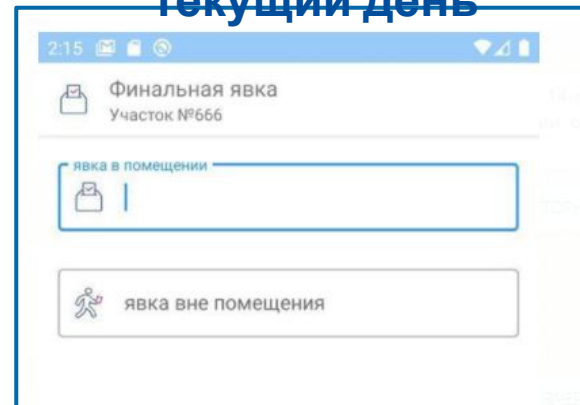 текущий день
2:15
Финальная явка
Участок №666
явка в помещении
явка вне помещения